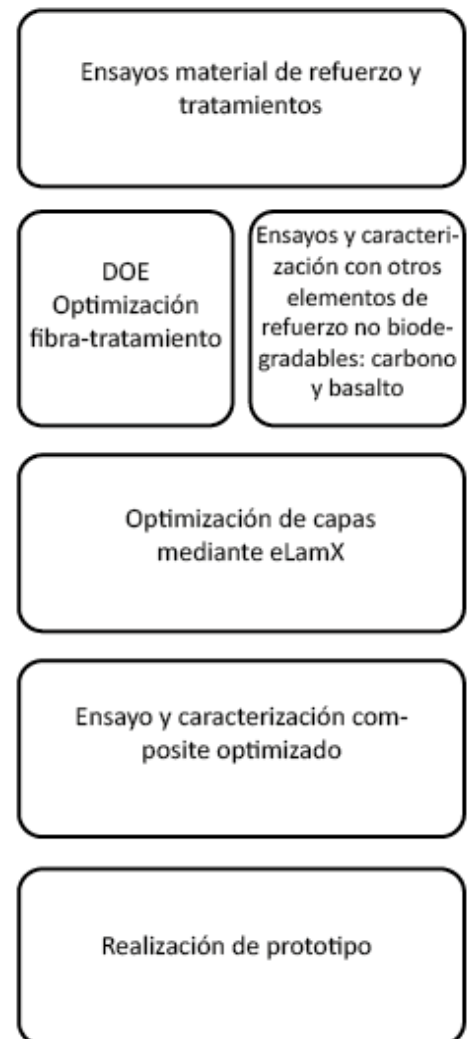 Ensayos material de refuerzo y
tratamientos
DOE
Optimización
fibra-tratamiento
Ensayos y caracteri-
zación con otros
elementos de
refuerzo no biode-
gradables: carbono
y basalto
Optimización de capas
mediante eLamX
Ensayo y caracterización com-
posite optimizado
Realización de prototipo